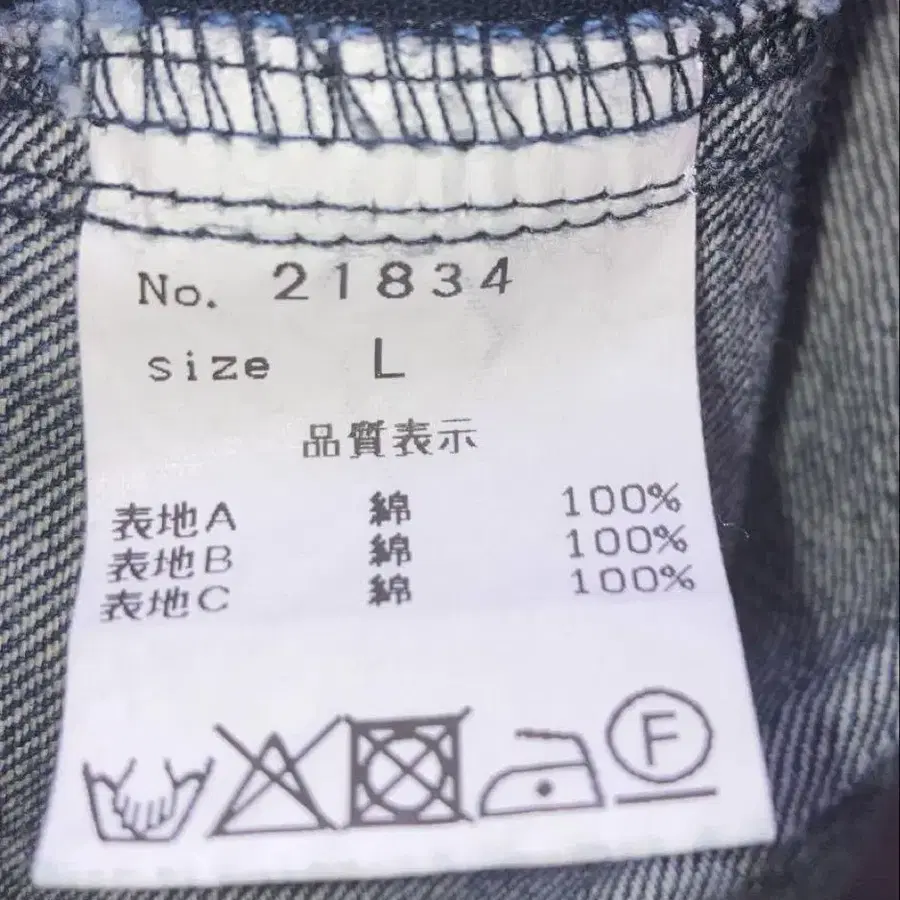 No. 21834
size L
品質表示
表地A 綿 100%
表地B 綿 100%
表地C 綿 100%
F